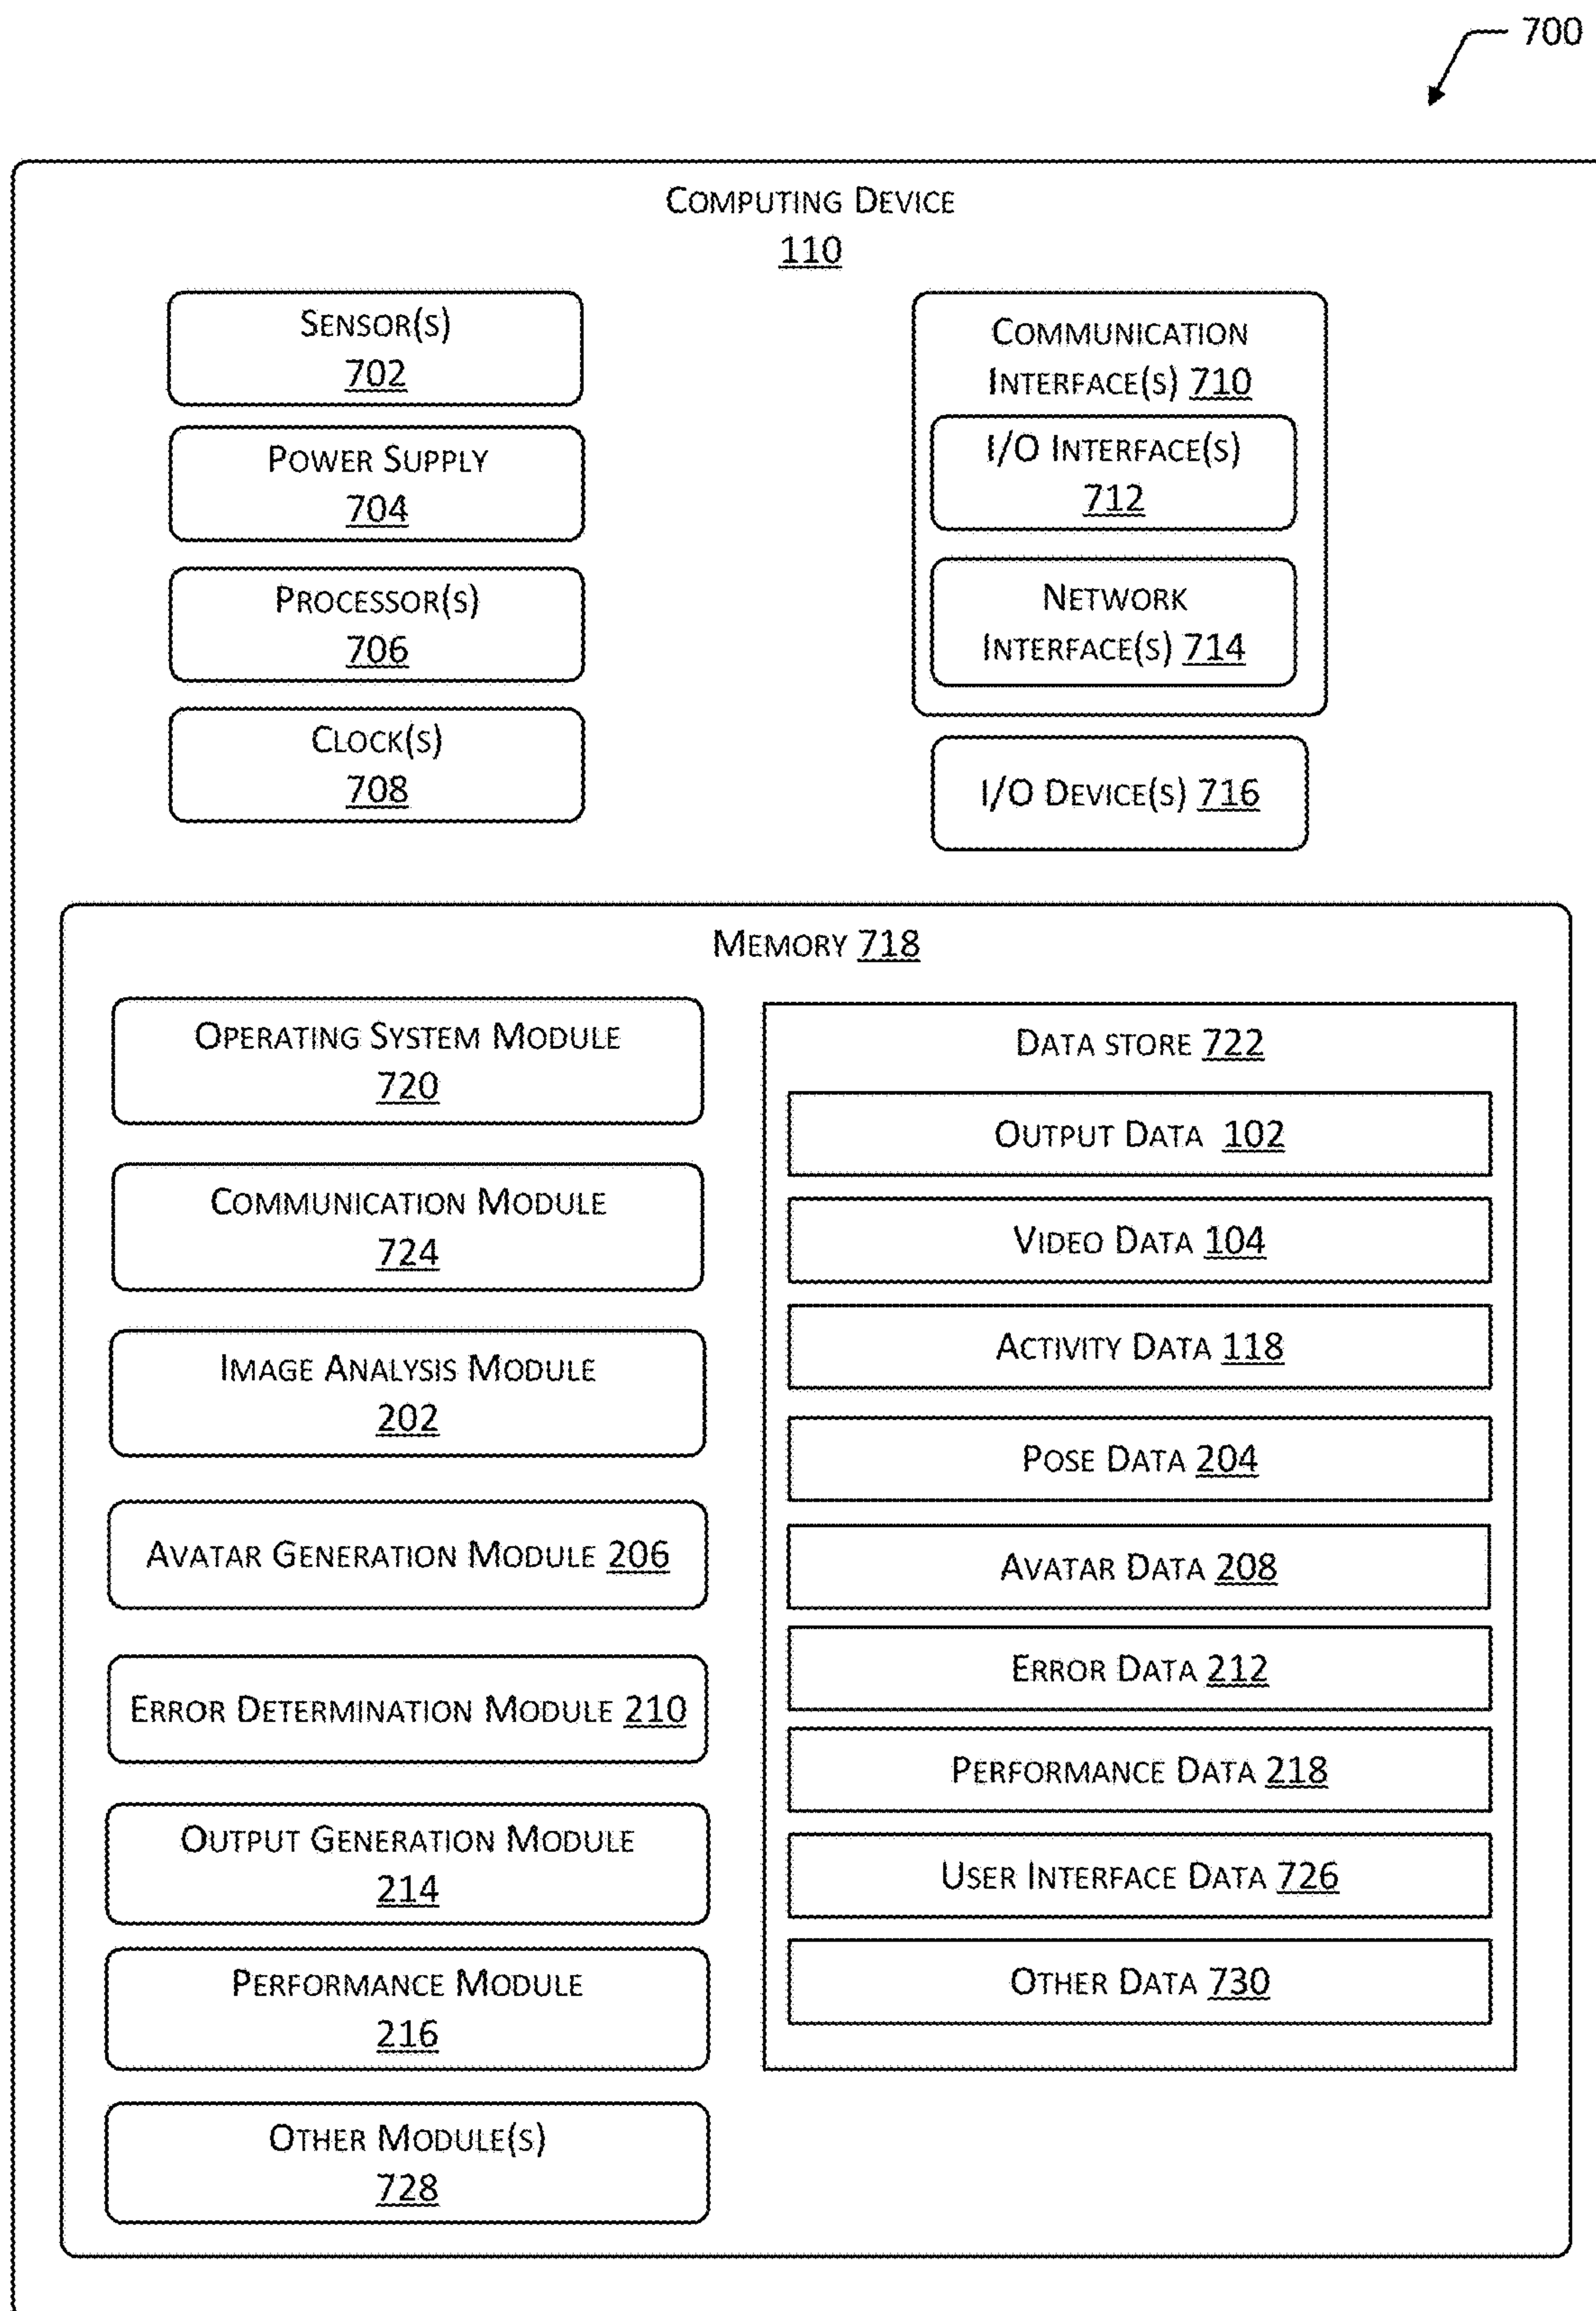 700
Computing Device
110
Sensor(s)
702
Power Supply
704
Processor(s)
706
Clock(s)
708
Communication
Interface(s) 710
I/O Interface(s)
712
Network
Interface(s) 714
I/O Device(s) 716
Memory 718
Operating System Module
720
Communication Module
724
Image Analysis Module
202
Avatar Generation Module 206
Error Determination Module 210
Output Generation Module
214
Performance Module
216
Other Module(s)
728
Data store 722
Output Data 102
Video Data 104
Activity Data 118
Pose Data 204
Avatar Data 208
Error Data 212
Performance Data 218
User Interface Data 726
Other Data 730